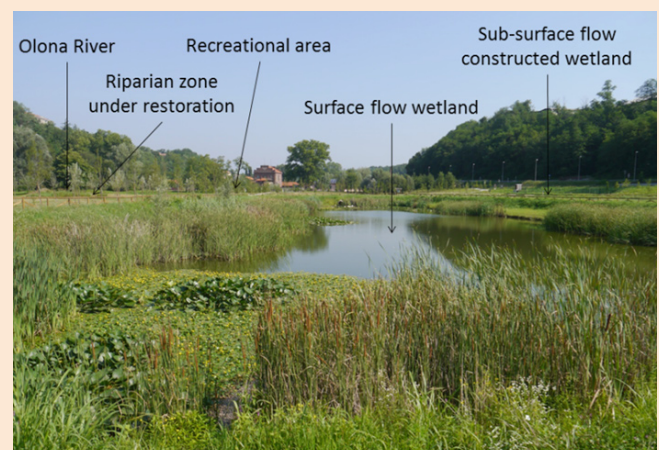 Olona River
Riparian zone
under restoration
Recreational area
Surface flow wetland
Sub-surface flow
constructed wetland